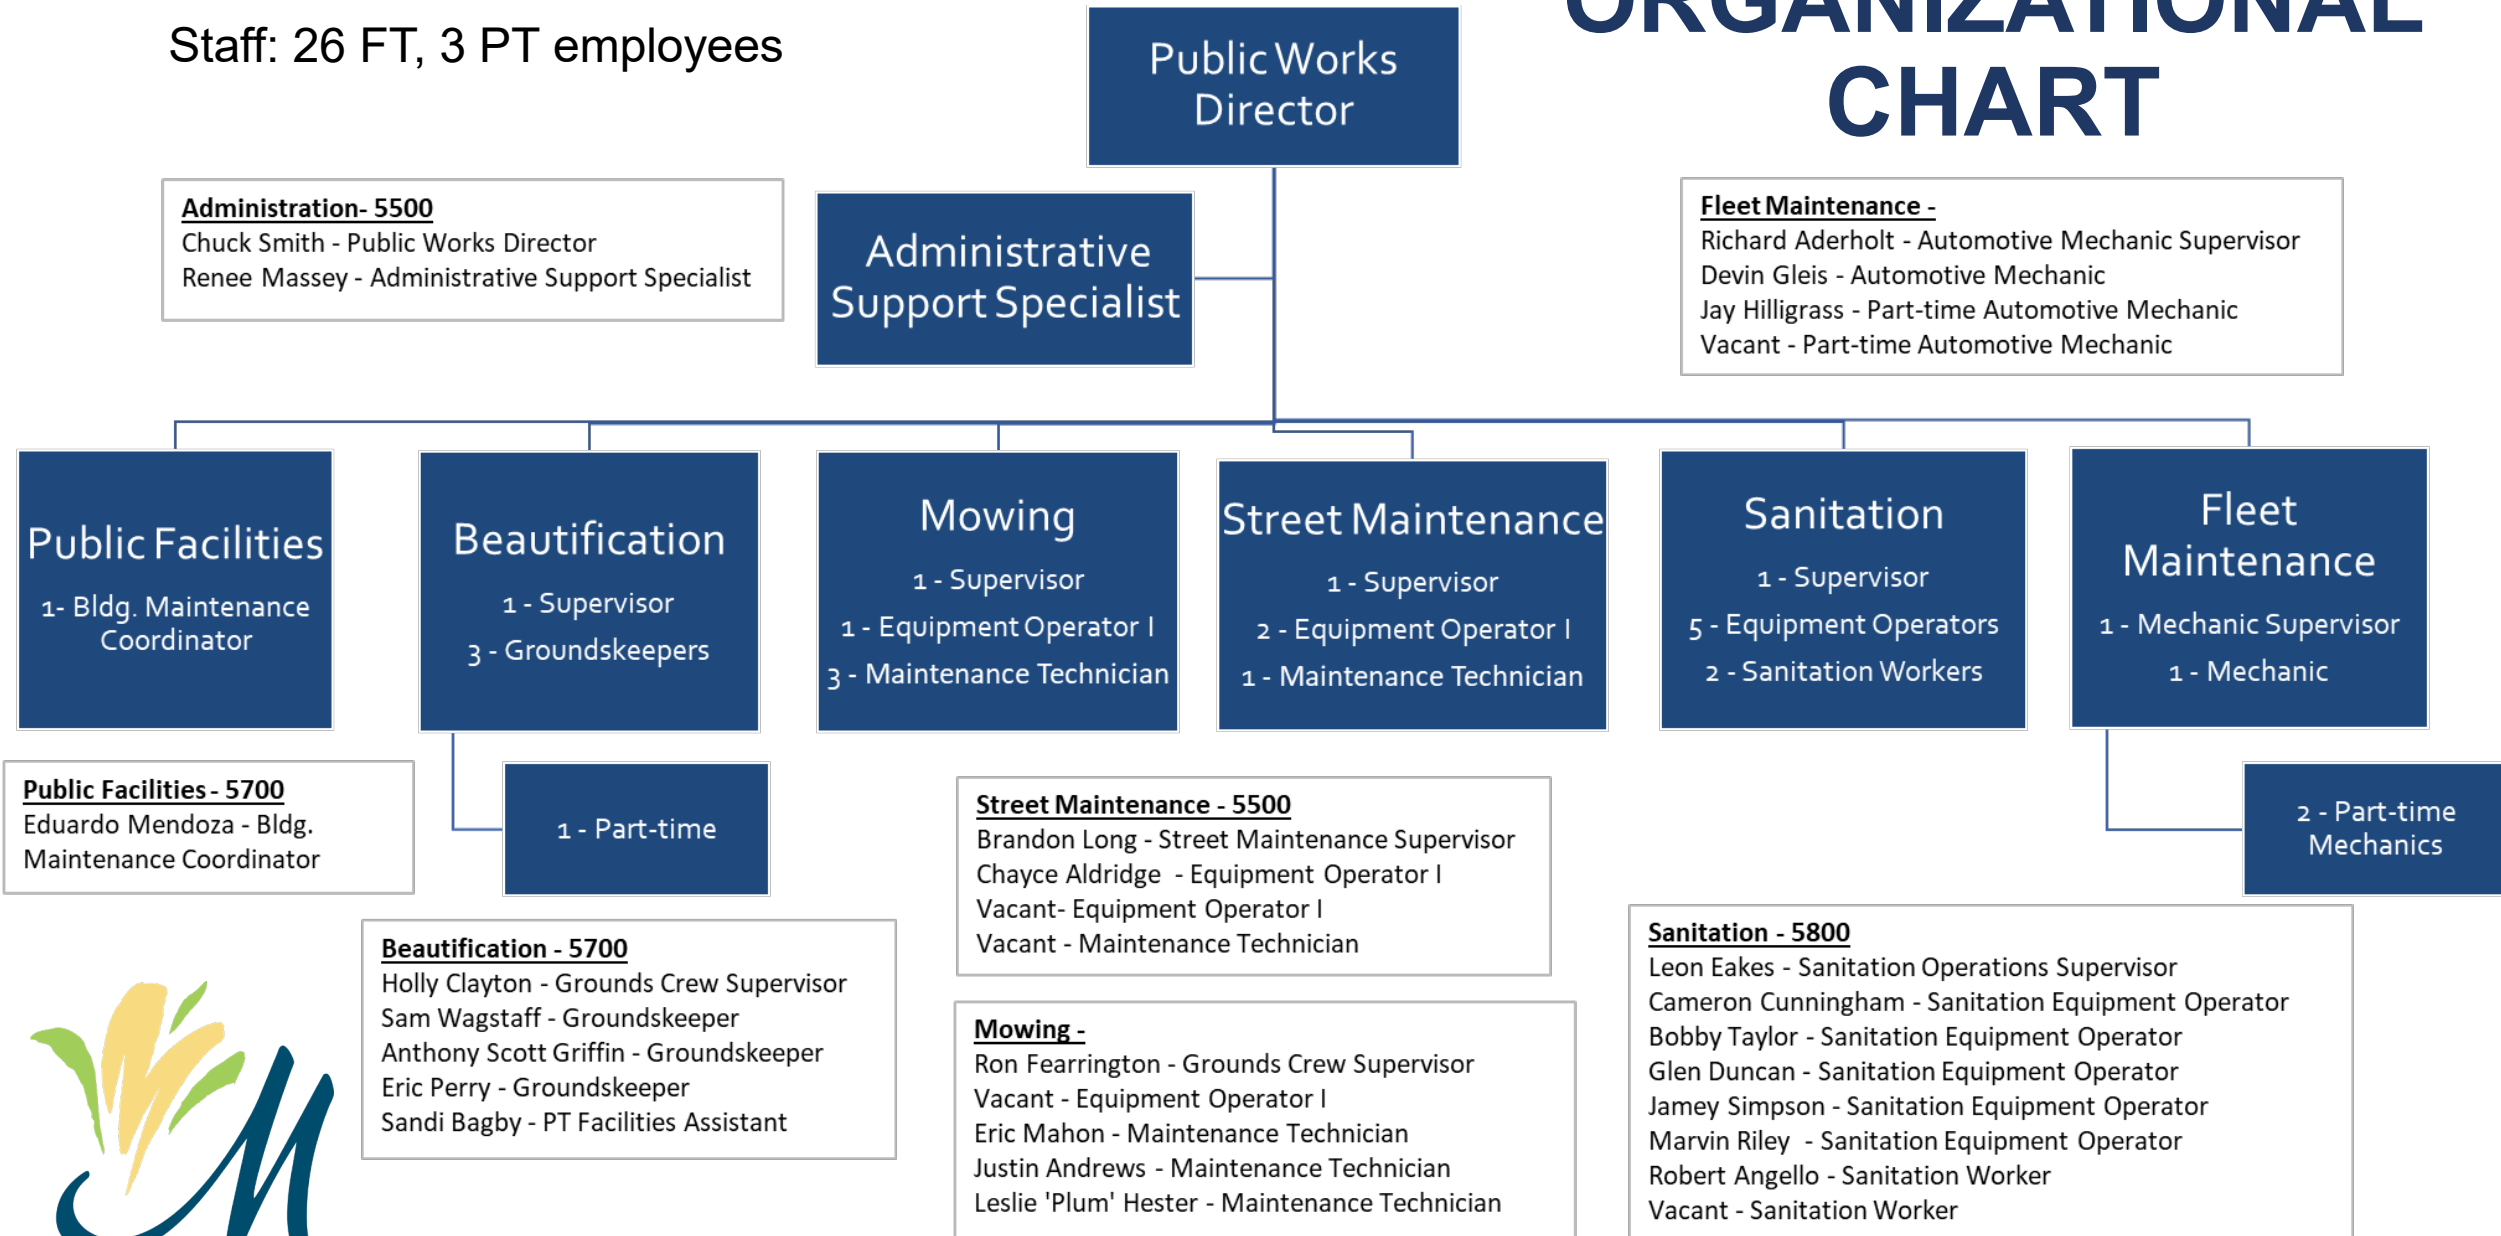 Staff: 26 FT, 3 PT employees
ORGANIZATIONAL
CHART
Public Works
Director
Administration- 5500
Chuck Smith - Public Works Director
Renee Massey - Administrative Support Specialist
Administrative
Support Specialist
Fleet Maintenance -
Richard Aderholt - Automotive Mechanic Supervisor
Devin Gleis - Automotive Mechanic
Jay Hilligrass - Part-time Automotive Mechanic
Vacant - Part-time Automotive Mechanic
Public Facilities
1- Bldg. Maintenance
Coordinator
Beautification
1 - Supervisor
3 - Groundskeepers
Mowing
1 - Supervisor
1 - Equipment Operator I
3 - Maintenance Technician
Street Maintenance
1 - Supervisor
2 - Equipment Operator I
1 - Maintenance Technician
Sanitation
1 - Supervisor
5 - Equipment Operators
2 - Sanitation Workers
Fleet
Maintenance
1 - Mechanic Supervisor
1 - Mechanic
1 - Part-time
2 - Part-time
Mechanics
Public Facilities - 5700
Eduardo Mendoza - Bldg.
Maintenance Coordinator
Beautification - 5700
Holly Clayton - Grounds Crew Supervisor
Sam Wagstaff - Groundskeeper
Anthony Scott Griffin - Groundskeeper
Eric Perry - Groundskeeper
Sandi Bagby - PT Facilities Assistant
Street Maintenance - 5500
Brandon Long - Street Maintenance Supervisor
Chayce Aldridge  - Equipment Operator I
Vacant- Equipment Operator I
Vacant - Maintenance Technician
Mowing -
Ron Fearrington - Grounds Crew Supervisor
Vacant - Equipment Operator I
Eric Mahon - Maintenance Technician
Justin Andrews - Maintenance Technician
Leslie 'Plum' Hester - Maintenance Technician
Sanitation - 5800
Leon Eakes - Sanitation Operations Supervisor
Cameron Cunningham - Sanitation Equipment Operator
Bobby Taylor - Sanitation Equipment Operator
Glen Duncan - Sanitation Equipment Operator
Jamey Simpson - Sanitation Equipment Operator
Marvin Riley  - Sanitation Equipment Operator
Robert Angello - Sanitation Worker
Vacant - Sanitation Worker
M